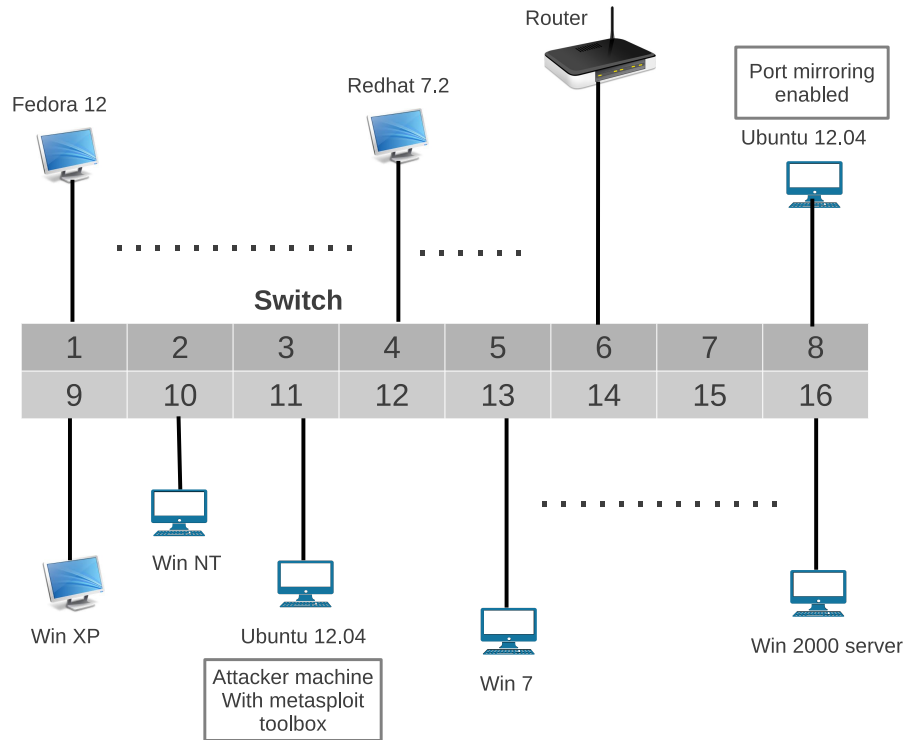 Router
Port mirroring
enabled
Fedora 12
Redhat 7.2
Ubuntu 12.04
Switch
1 2 3 4 5 6 7 8
9 10 11 12 13 14 15 16
Win NT
Win XP
Ubuntu 12.04
Attacker machine
With metasploit
toolbox
Win 7
Win 2000 server